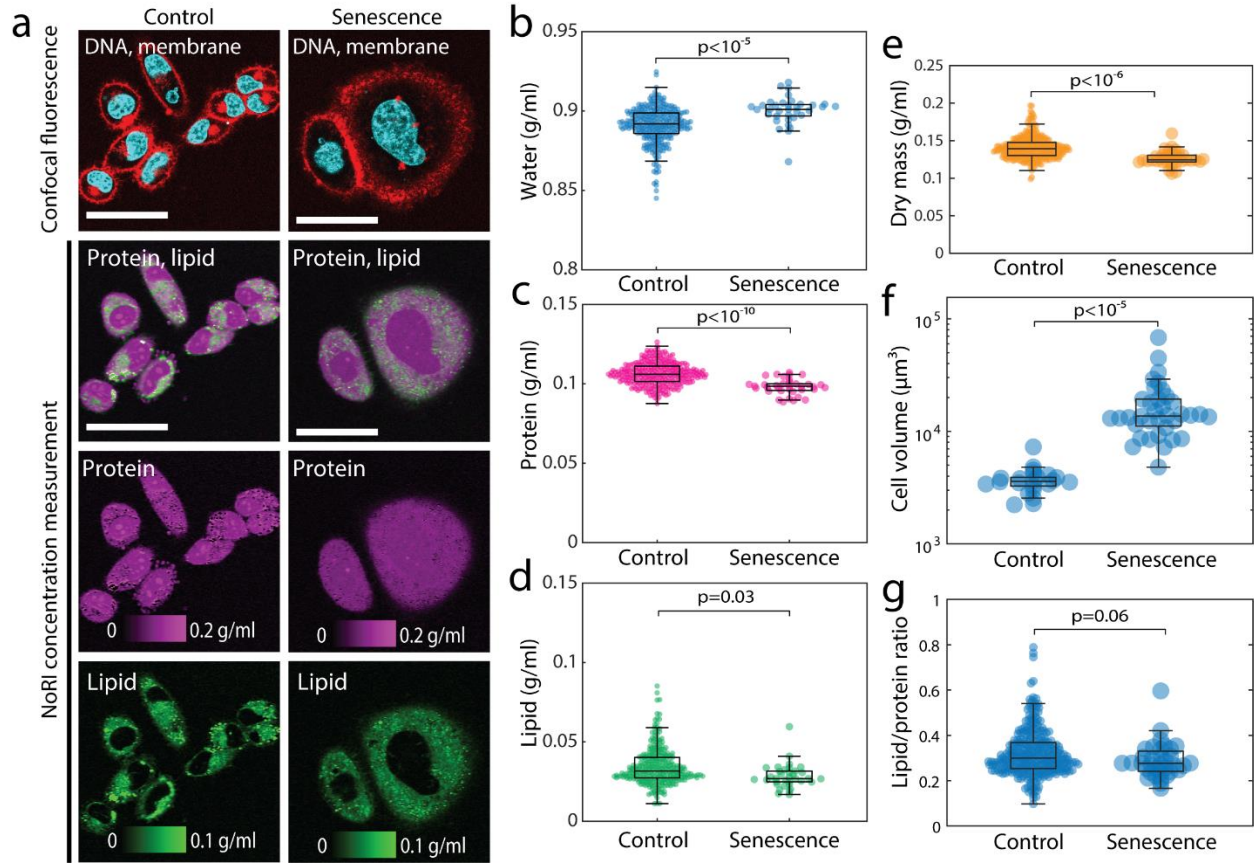 a
Control
Senescence
Confocal fluorescence
DNA, membrane
DNA, membrane
NoRI concentration measurement
Protein, lipid
Protein, lipid
Protein
Protein
0
0.2 g/ml
0
0.2 g/ml
Lipid
Lipid
0
0.1 g/ml
0
0.1 g/ml
b
0.95
p<10-5
0.9
Water (g/ml)
0.85
0.8
Control
Senescence
c
0.15
p<10-10
Protein (g/ml)
0.1
0.05
0
Control
Senescence
d
0.15
p=0.03
0.1
Lipid (g/ml)
0.05
0
Control
Senescence
e
0.25
p<10-6
0.2
Dry mass (g/ml)
0.15
0.1
0.05
0
Control
Senescence
f
10⁵
p<10-5
Cell volume (µm³)
10⁴
10³
Control
Senescence
g
1
p=0.06
0.8
Lipid/protein ratio
0.6
0.4
0.2
0
Control
Senescence